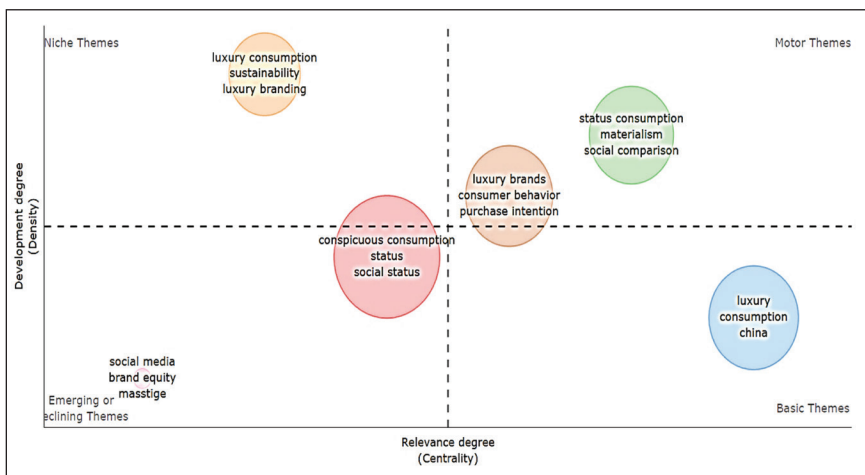 Niche Themes
Motor Themes
luxury consumption
sustainability
luxury branding
status consumption
materialism
social comparison
luxury brands
consumer behavior
purchase intention
conspicuous consumption
status
social status
luxury
consumption
china
social media
brand equity
masstige
Emerging or
eclining Themes
Basic Themes
Development degree
(Density)
Relevance degree
(Centrality)